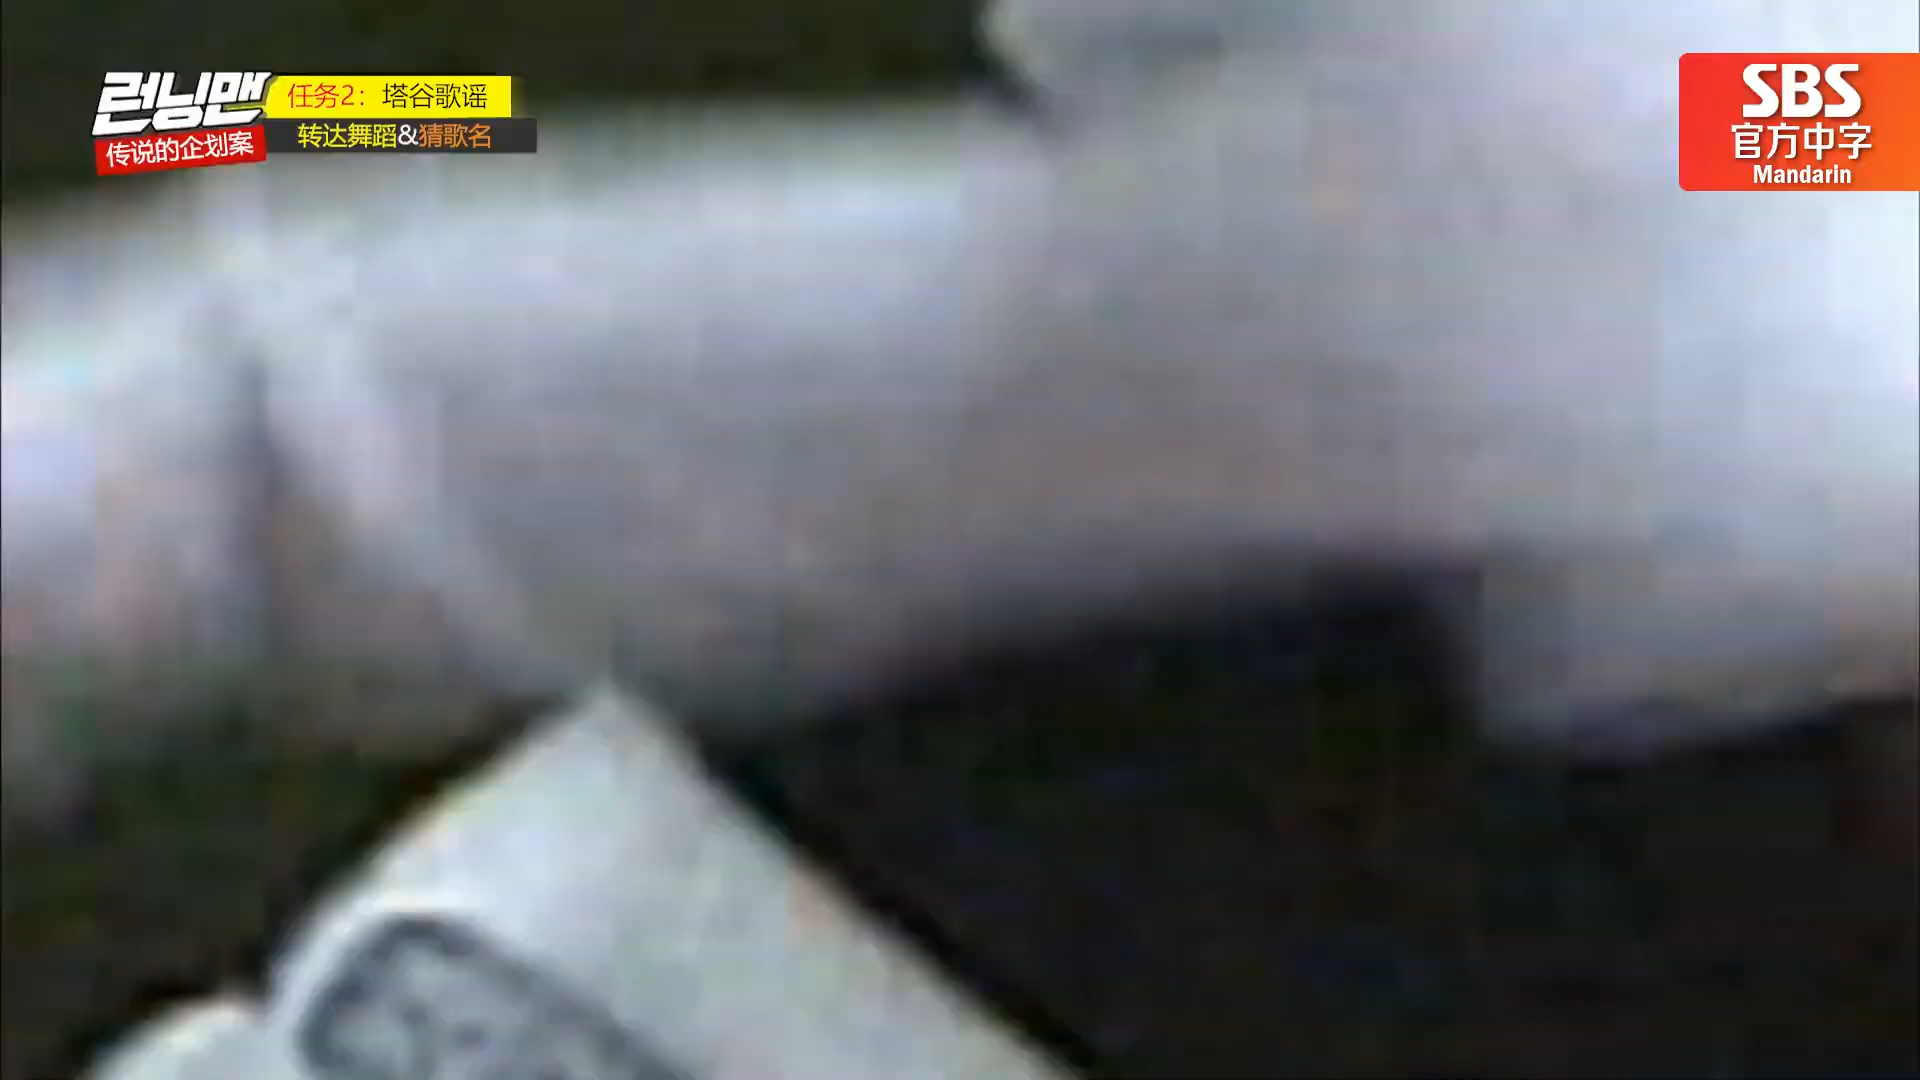 런닝맨
传说的企划案
任务2：塔谷歌谣
转达舞蹈&猜歌名
SBS
官方中字
Mandarin